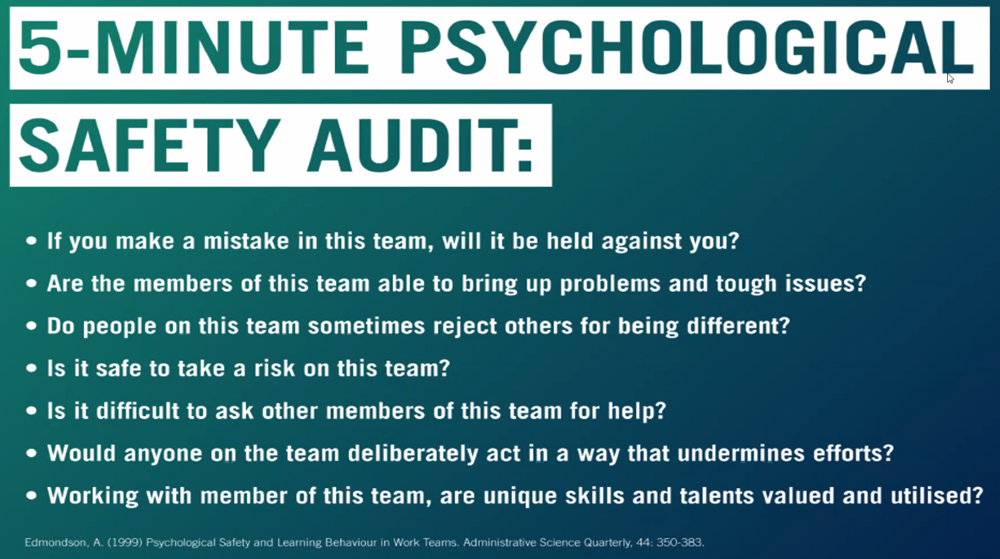 5-MINUTE PSYCHOLOGICAL
SAFETY AUDIT:
• If you make a mistake in this team, will it be held against you?
• Are the members of this team able to bring up problems and tough issues?
• Do people on this team sometimes reject others for being different?
• Is it safe to take a risk on this team?
• Is it difficult to ask other members of this team for help?
• Would anyone on the team deliberately act in a way that undermines efforts?
• Working with member of this team, are unique skills and talents valued and utilised?
Edmondson, A. (1999) Psychological Safety and Learning Behaviour in Work Teams. Administrative Science Quarterly, 44: 350-383.